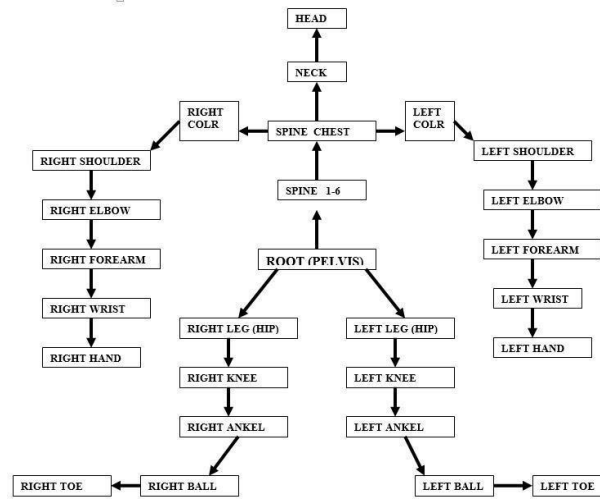 HEAD
NECK
RIGHT
COLR
SPINE CHEST
LEFT
COLR
RIGHT SHOULDER
LEFT SHOULDER
SPINE 1-6
RIGHT ELBOW
LEFT ELBOW
RIGHT FOREARM
ROOT (PELVIS)
LEFT FOREARM
RIGHT WRIST
LEFT WRIST
RIGHT LEG (HIP)
LEFT LEG (HIP)
RIGHT HAND
LEFT HAND
RIGHT KNEE
LEFT KNEE
RIGHT ANKEL
LEFT ANKEL
RIGHT TOE
RIGHT BALL
LEFT BALL
LEFT TOE